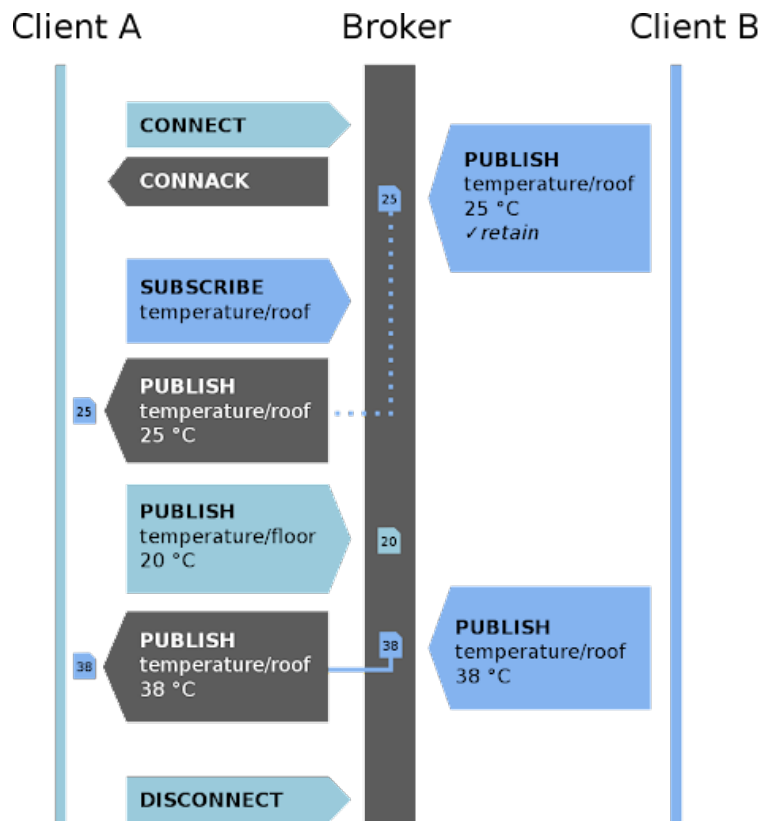 Client A
Broker
Client B
CONNECT
CONNACK
PUBLISH
temperature/roof
25 °C
✓retain
25
SUBSCRIBE
temperature/roof
PUBLISH
temperature/roof
25 °C
25
PUBLISH
temperature/floor
20 °C
20
PUBLISH
temperature/roof
38 °C
38
PUBLISH
temperature/roof
38 °C
38
DISCONNECT